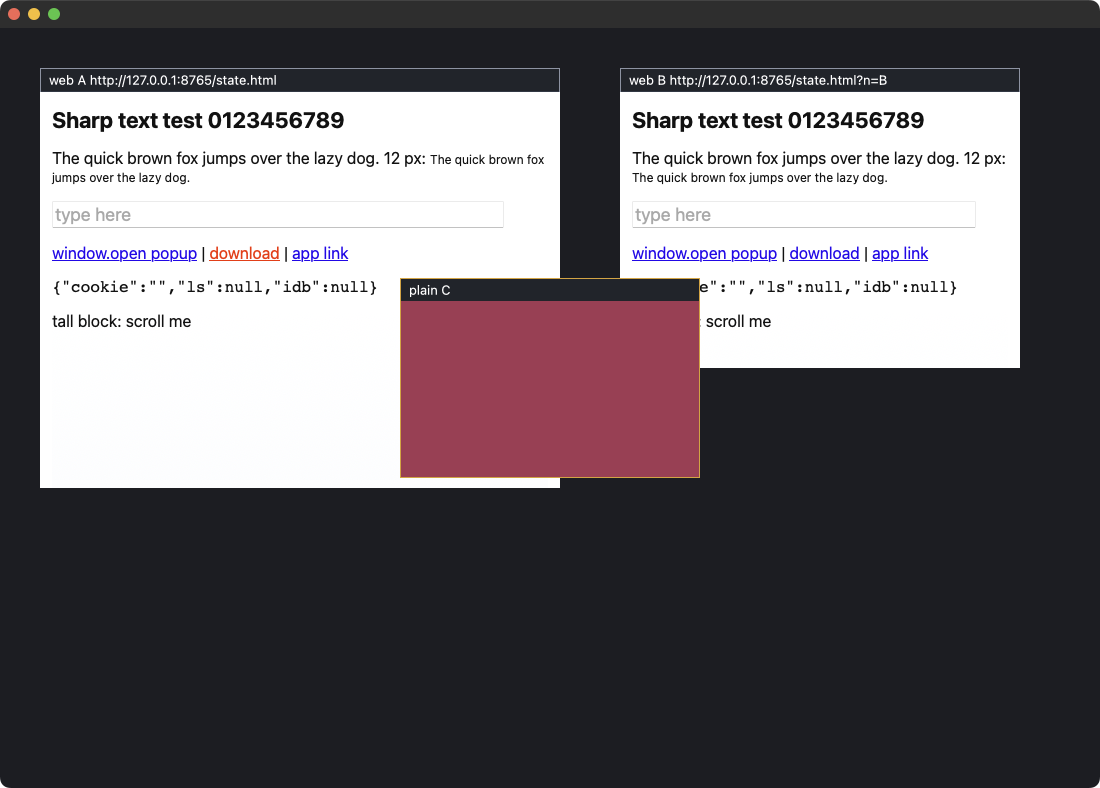 web A http://127.0.0.1:8765/state.html
Sharp text test 0123456789
The quick brown fox jumps over the lazy dog. 12 px: The quick brown fox
jumps over the lazy dog.
type here
window.open popup | download | app link
{"cookie":"","ls":null,"idb":null}
tall block: scroll me
web B http://127.0.0.1:8765/state.html?n=B
Sharp text test 0123456789
The quick brown fox jumps over the lazy dog. 12 px:
The quick brown fox jumps over the lazy dog.
type here
window.open popup | download | app link
e":"","ls":null,"idb":null}
: scroll me
plain C